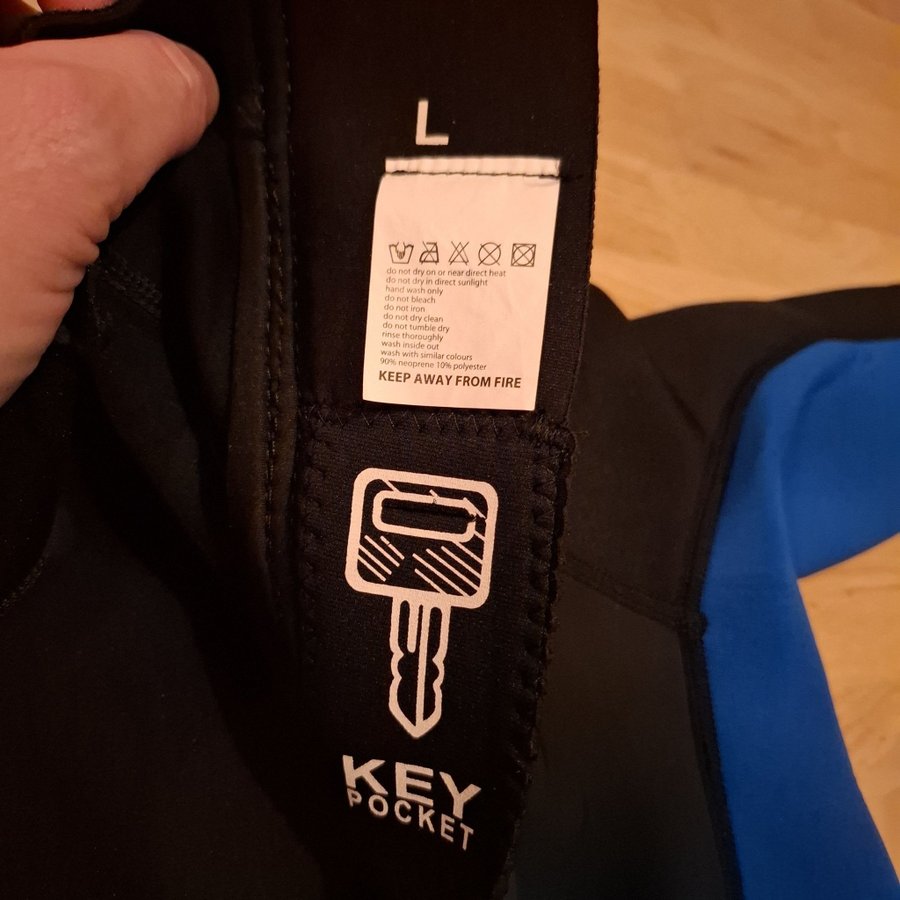 L
do not dry on or near direct heat
do not dry in direct sunlight
hand wash only
do not bleach
do not iron
do not dry clean
do not tumble dry
rinse thoroughly
wash inside out
wash with similar colours
90% neoprene 10% polyester
KEEP AWAY FROM FIRE
KEY
POCKET